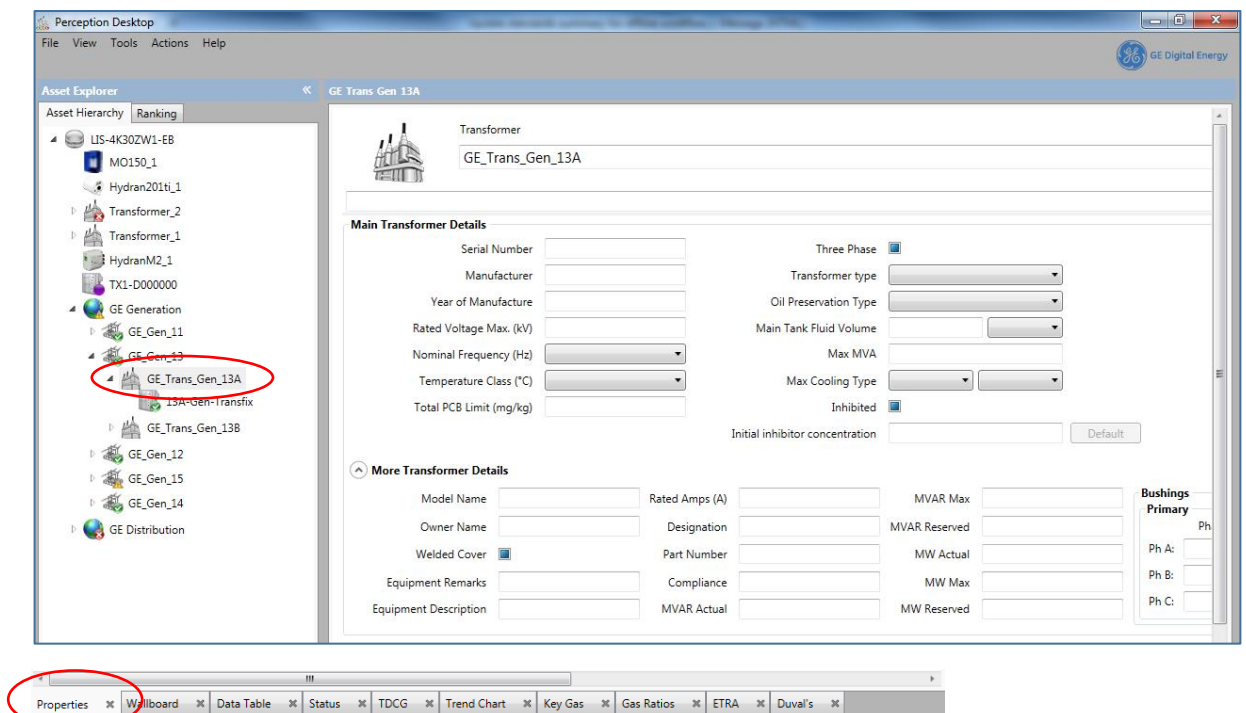 Perception Desktop
File View Tools Actions Help
GE Digital Energy
Asset Explorer
GE Trans Gen 13A
Asset Hierarchy Ranking
LIS-4K30ZW1-EB
MO150_1
Hydran201ti_1
Transformer_2
Transformer_1
HydranM2_1
TX1-D000000
GE Generation
GE_Gen_11
GE_Gen_13
GE_Trans_Gen_13A
13A-Gen-Transfix
GE_Trans_Gen_13B
GE_Gen_12
GE_Gen_15
GE_Gen_14
GE Distribution
Transformer
GE_Trans_Gen_13A
Main Transformer Details
Serial Number Three Phase
Manufacturer Transformer type
Year of Manufacture Oil Preservation Type
Rated Voltage Max. (kV) Main Tank Fluid Volume
Nominal Frequency (Hz) Max MVA
Temperature Class (°C) Max Cooling Type
Total PCB Limit (mg/kg) Inhibited
Initial inhibitor concentration Default
More Transformer Details
Model Name Rated Amps (A) MVAR Max
Owner Name Designation MVAR Reserved
Welded Cover Part Number MW Actual
Equipment Remarks Compliance MW Max
Equipment Description MVAR Actual MW Reserved
Bushings
Primary
Ph
Ph A:
Ph B:
Ph C:
Properties Wallboard Data Table Status TDCG Trend Chart Key Gas Gas Ratios ETRA Duval's